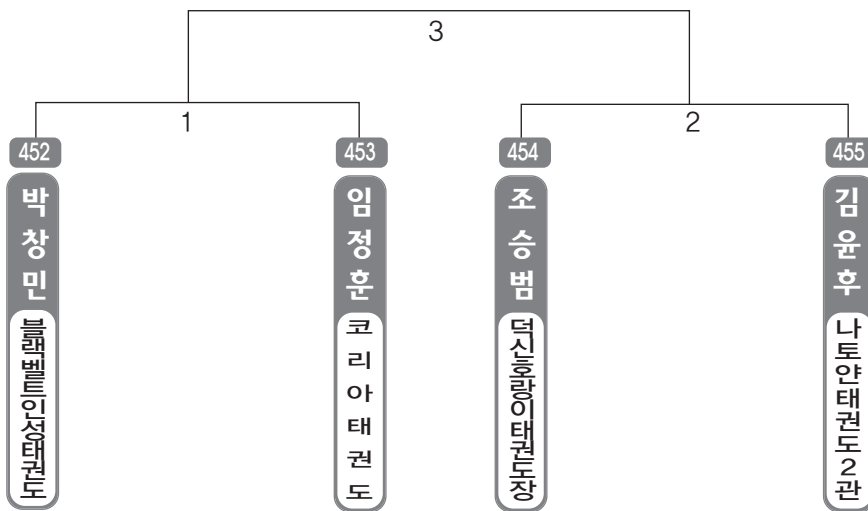 3
1
2
452
453
454
455
박창민
임정훈
조승범
김윤후
블랙벨트인성태권도
코리아태권도
덕신호랑이태권도장
나토얀태권도2관